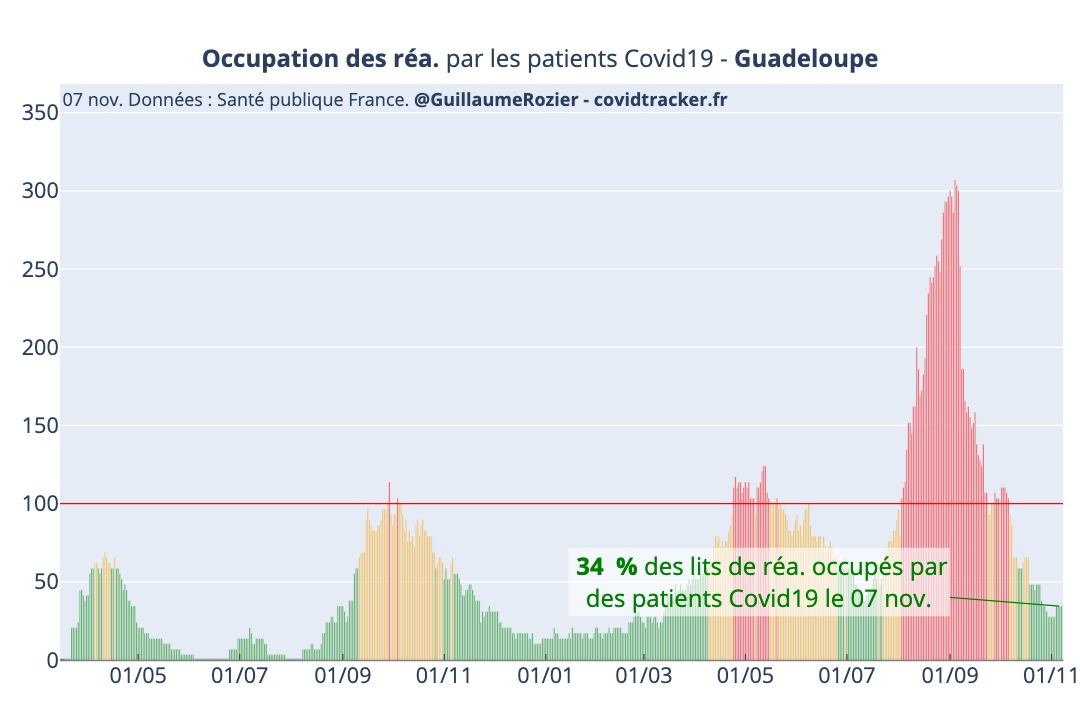 Occupation des réa. par les patients Covid19 - Guadeloupe
07 nov. Données : Santé publique France. @GuillaumeRozier - covidtracker.fr
350
300
250
200
150
100
50
0
34 % des lits de réa. occupés par
des patients Covid19 le 07 nov.
01/05 01/07 01/09 01/11 01/01 01/03 01/05 01/07 01/09 01/11